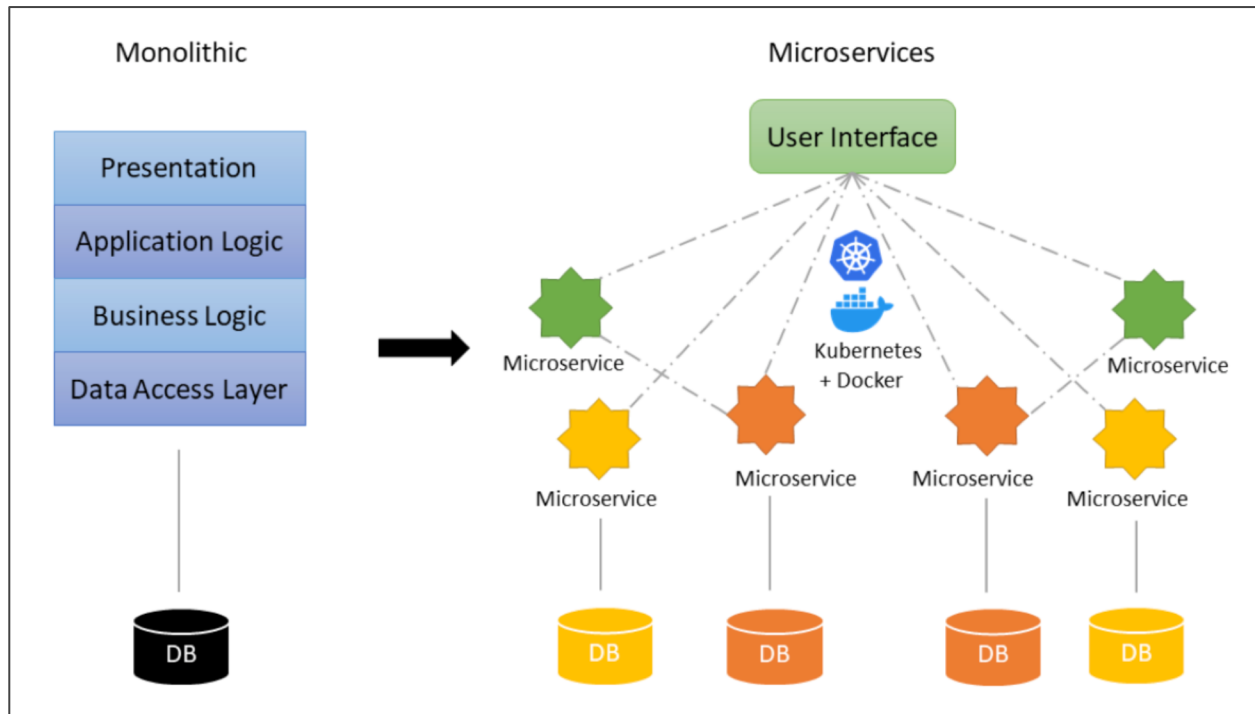 Monolithic
Microservices
Presentation
Application Logic
Business Logic
Data Access Layer
DB
User Interface
Kubernetes
+ Docker
Microservice
Microservice
Microservice
Microservice
Microservice
Microservice
DB
DB
DB
DB